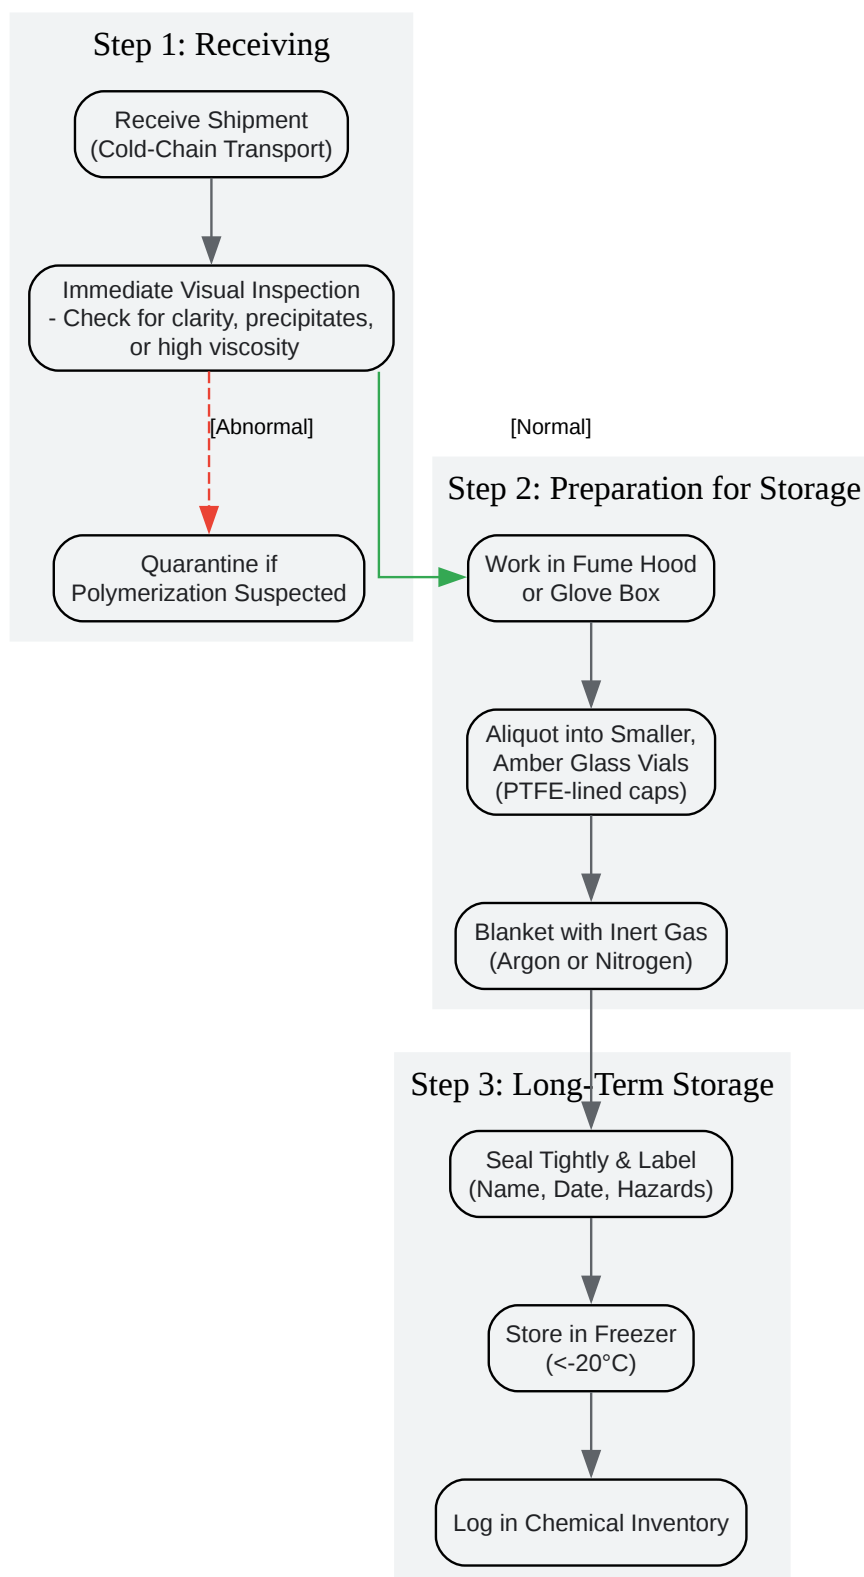 Step 1: Receiving
Receive Shipment
(Cold-Chain Transport)
Immediate Visual Inspection
- Check for clarity, precipitates,
or high viscosity
[Abnormal]
[Normal]
Quarantine if
Polymerization Suspected
Step 2: Preparation for Storage
Work in Fume Hood
or Glove Box
Aliquot into Smaller,
Amber Glass Vials
(PTFE-lined caps)
Blanket with Inert Gas
(Argon or Nitrogen)
Step 3: Long-Term Storage
Seal Tightly & Label
(Name, Date, Hazards)
Store in Freezer
(<-20°C)
Log in Chemical Inventory